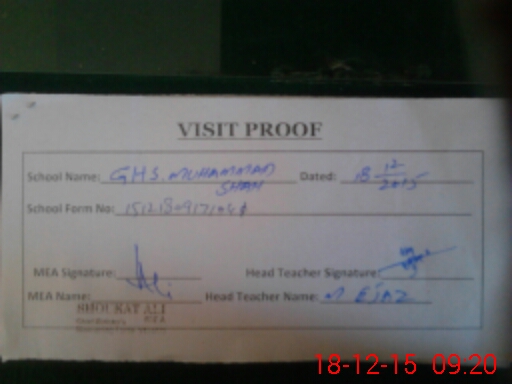 VISIT PROOF
School Name: GHS. MUHAMMAD SHAH Dated: 18 12 2015
School Form No:
MEA Signature: Head Teacher Signature:
MEA Name: SHOUKAT ALI Head Teacher Name: M EJAZ
MEA
18-12-15 09:20